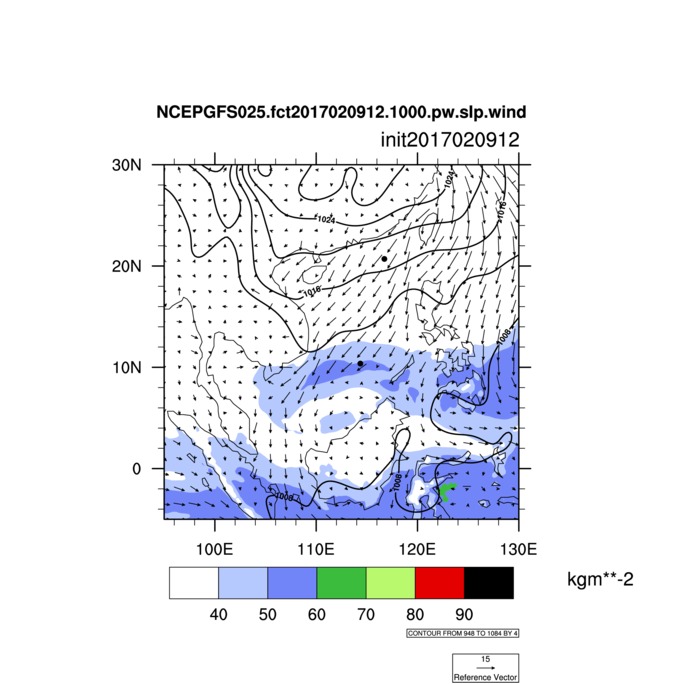 NCEPGFS025.fct2017020912.1000.pw.slp.wind
init2017020912
30N
1024
1024
1016
20N
1016
1008
10N
0
1008
1008
100E 110E 120E 130E
kgm**-2
40 50 60 70 80 90
CONTOUR FROM 948 TO 1084 BY 4
15
Reference Vector